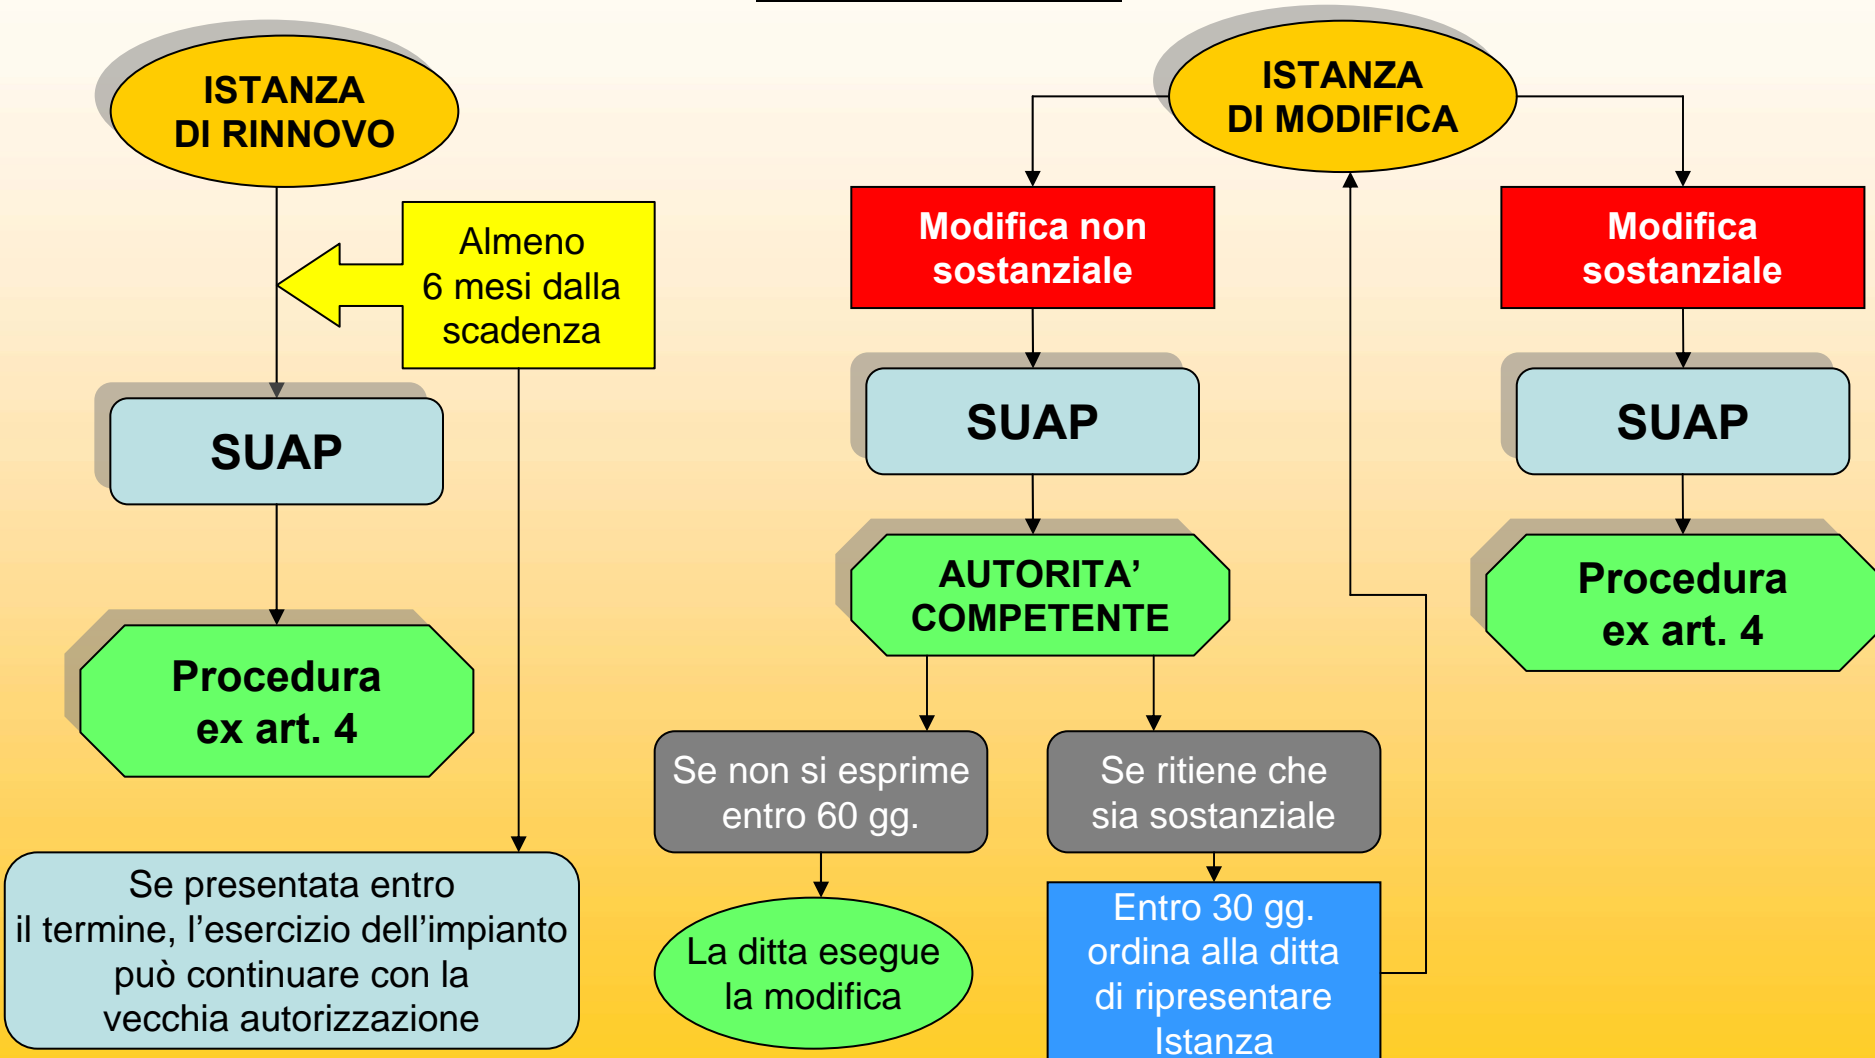 ISTANZA
DI RINNOVO
Almeno
6 mesi dalla
scadenza
SUAP
Procedura
ex art. 4
Se presentata entro
il termine, l’esercizio dell’impianto
può continuare con la
vecchia autorizzazione
ISTANZA
DI MODIFICA
Modifica non
sostanziale
SUAP
AUTORITA’
COMPETENTE
Se non si esprime
entro 60 gg.
La ditta esegue
la modifica
Se ritiene che
sia sostanziale
Entro 30 gg.
ordina alla ditta
di ripresentare
Istanza
Modifica
sostanziale
SUAP
Procedura
ex art. 4